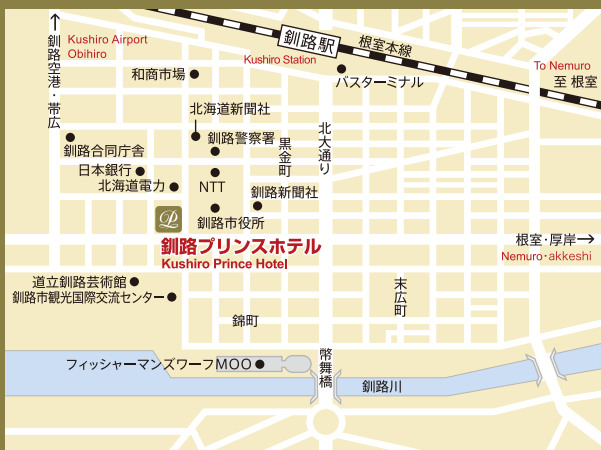 釧路空港・帯広
Kushiro Airport
Obihiro
釧路駅
Kushiro Station
根室本線
To Nemuro
至 根室
和商市場
バスターミナル
北海道新聞社
釧路警察署
黒金町
北大通り
釧路合同庁舎
日本銀行
北海道電力
NTT
釧路新聞社
釧路市役所
P
釧路プリンスホテル
Kushiro Prince Hotel
根室・厚岸
Nemuro・akkeshi
道立釧路芸術館
釧路市観光国際交流センター
末広町
錦町
フィッシャーマンズワーフMOO
幣舞橋
釧路川